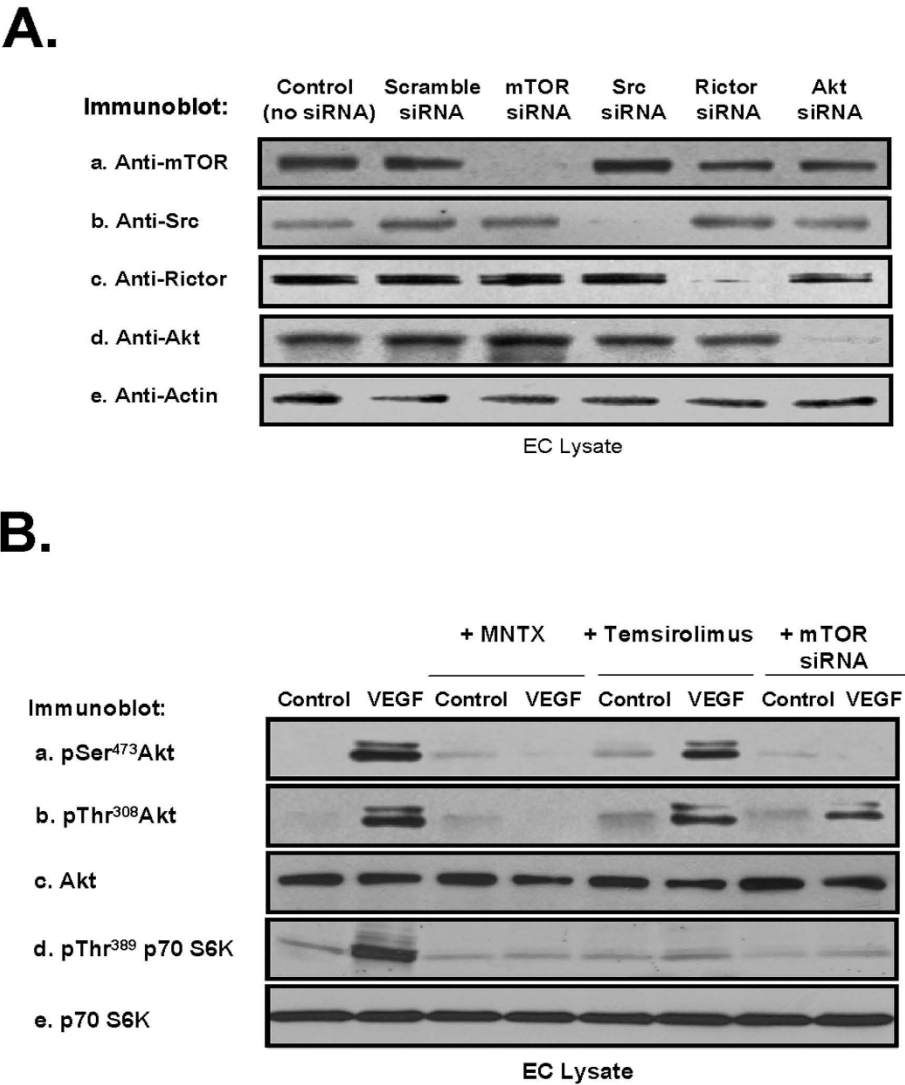 A.
Immunoblot:
Control (no siRNA)
Scramble siRNA
mTOR siRNA
Src siRNA
Rictor siRNA
Akt siRNA
a. Anti-mTOR
b. Anti-Src
c. Anti-Rictor
d. Anti-Akt
e. Anti-Actin
EC Lysate
B.
+ MNTX
+ Temsirolimus
+ mTOR siRNA
Immunoblot:
Control VEGF Control VEGF Control VEGF Control VEGF
a. pSer⁴⁷³Akt
b. pThr³⁰⁸Akt
c. Akt
d. pThr³⁸⁹ p70 S6K
e. p70 S6K
EC Lysate